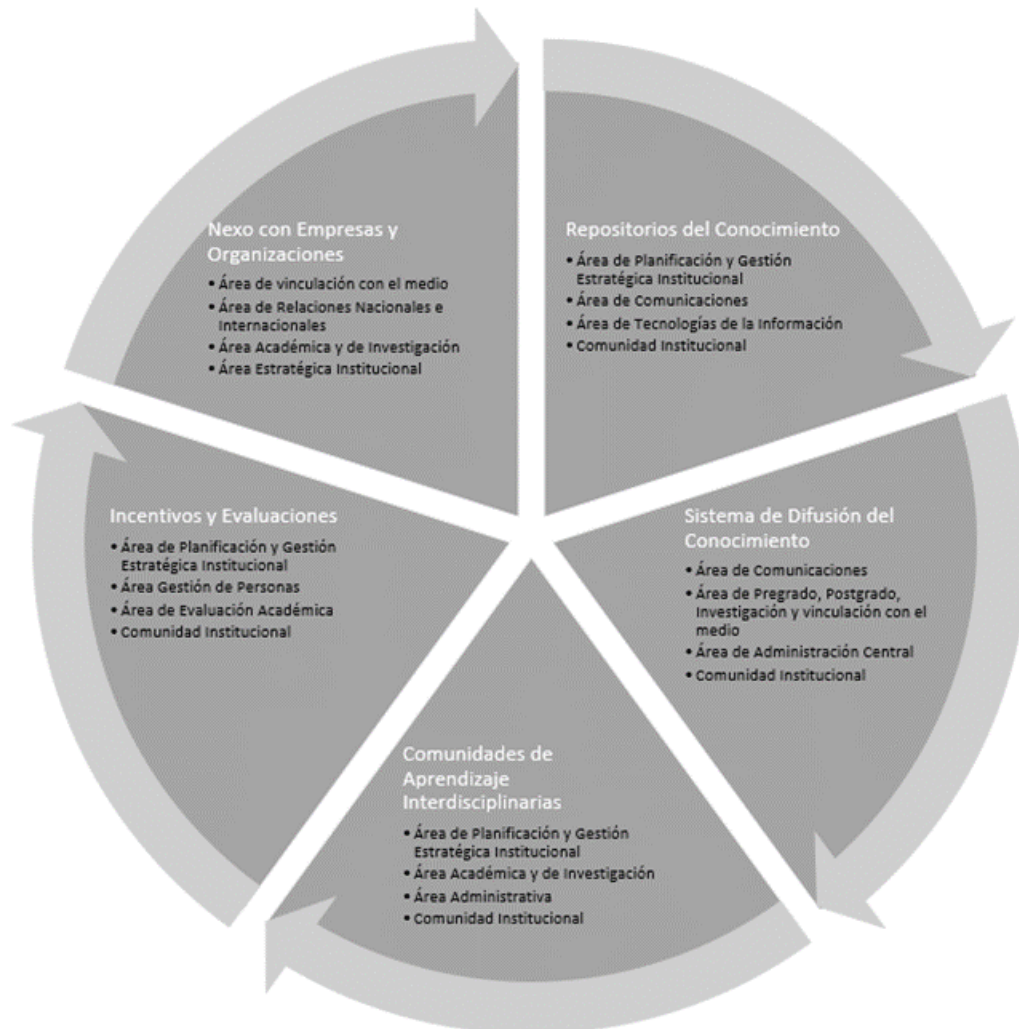 Nexo con Empresas y
Organizaciones
• Área de vinculación con el medio
• Área de Relaciones Nacionales e
Internacionales
• Área Académica y de Investigación
• Área Estratégica Institucional
Repositorios del Conocimiento
• Área de Planificación y Gestión
Estratégica Institucional
• Área de Comunicaciones
• Área de Tecnologías de la Información
• Comunidad Institucional
Incentivos y Evaluaciones
• Área de Planificación y Gestión
Estratégica Institucional
• Área Gestión de Personas
• Área de Evaluación Académica
• Comunidad Institucional
Sistema de Difusión del
Conocimiento
• Área de Comunicaciones
• Área de Pregrado, Postgrado,
Investigación y vinculación con el
medio
• Área de Administración Central
• Comunidad Institucional
Comunidades de
Aprendizaje
Interdisciplinarias
• Área de Planificación y Gestión
Estratégica Institucional
• Área Académica y de Investigación
• Área Administrativa
• Comunidad Institucional